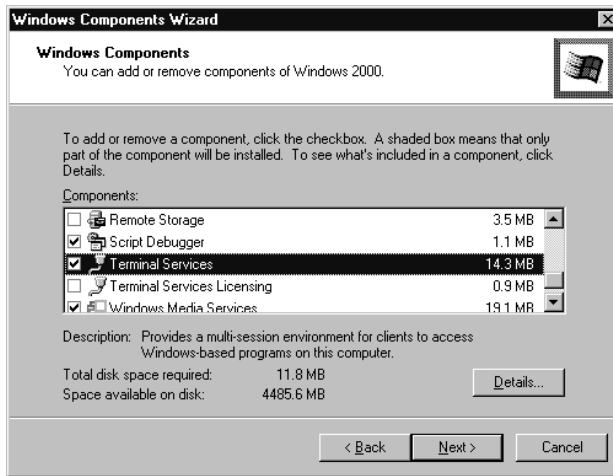 Windows Components Wizard
Windows Components
You can add or remove components of Windows 2000.
To add or remove a component, click the checkbox. A shaded box means that only
part of the component will be installed. To see what's included in a component, click
Details.
Components:
Remote Storage 3.5 MB
Script Debugger 1.1 MB
Terminal Services 14.3 MB
Terminal Services Licensing 0.9 MB
Windows Media Services 19.1 MB
Description: Provides a multi-session environment for clients to access
Windows-based programs on this computer.
Total disk space required: 11.8 MB
Space available on disk: 4485.6 MB
Details...
< Back Next > Cancel